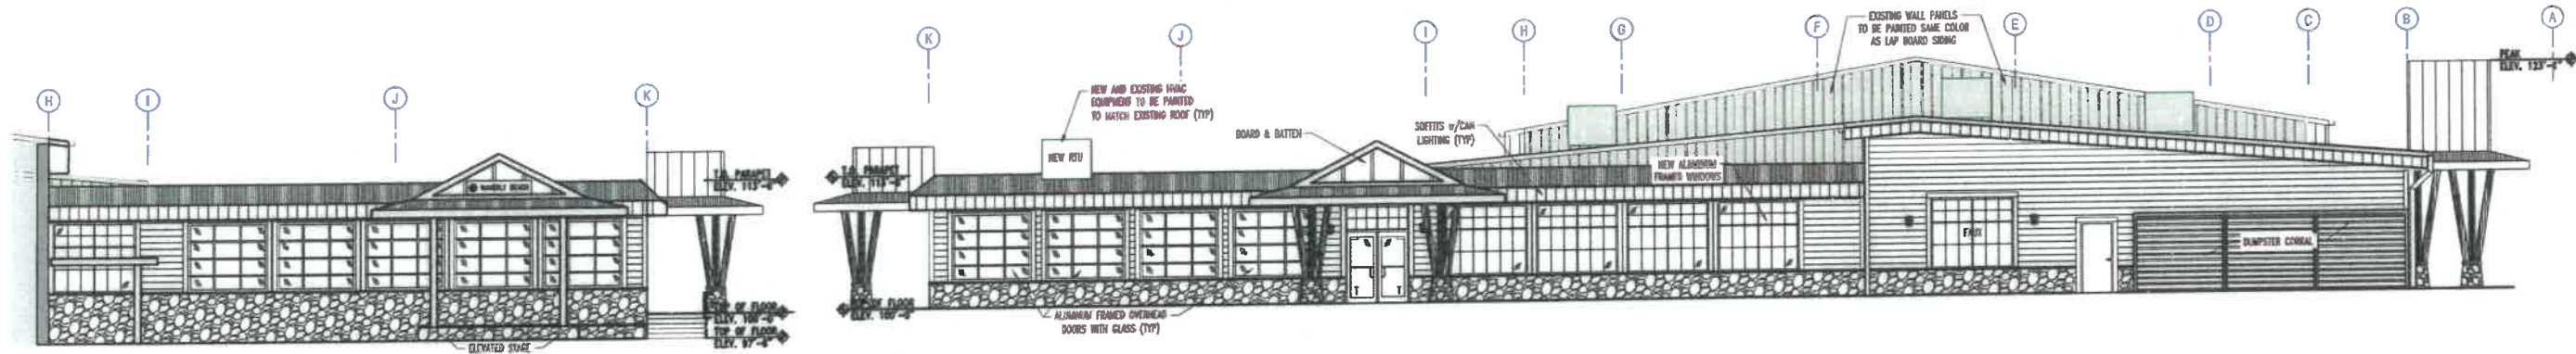 H
I
J
K
WAVERLY BEACH
T.O. PARAPET
ELEV. 113'-6"
TOP OF FLOOR
ELEV. 100'-0"
TOP OF FLOOR
ELEV. 97'-6"
ELEVATED STAGE
K
J
I
H
G
F
E
D
C
B
A
NEW AND EXISTING HVAC
EQUIPMENT TO BE PAINTED
TO MATCH EXISTING ROOF (TYP)
NEW RTU
BOARD & BATTEN
SOFFITS w/CAN
LIGHTING (TYP)
EXISTING WALL PANELS
TO BE PAINTED SAME COLOR
AS LAP BOARD SIDING
PEAK
ELEV. 123'-4"
T.O. PARAPET
ELEV. 113'-6"
NEW ALUMINUM
FRAMED WINDOWS
FAUX
DUMPSTER CORRAL
TOP OF FLOOR
ELEV. 100'-0"
ALUMINUM FRAMED OVERHEAD
DOORS WITH GLASS (TYP)
T
T